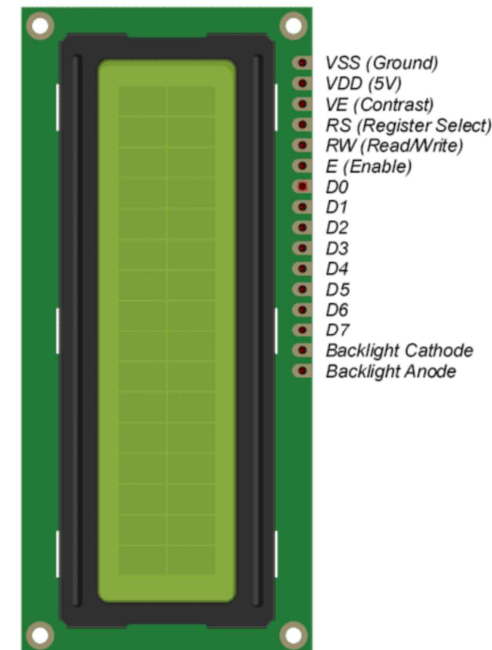 VSS (Ground)
VDD (5V)
VE (Contrast)
RS (Register Select)
RW (Read/Write)
E (Enable)
D0
D1
D2
D3
D4
D5
D6
D7
Backlight Cathode
Backlight Anode